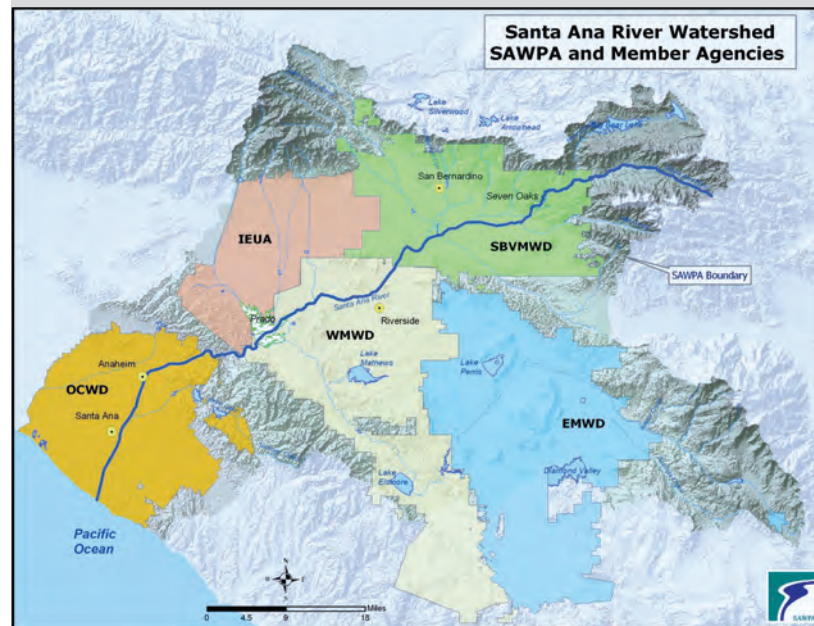 Santa Ana River Watershed
SAWPA and Member Agencies
Lake
Silverwood
Lake
Arrowhead
Big Bear Lake
San Bernardino
Seven Oaks
IEUA
SBVMWD
SAWPA Boundary
Santa Ana River
Prado
Riverside
WMWD
Lake
Mathews
Lake
Perris
Anaheim
OCWD
Santa Ana
EMWD
Lake
Elsinore
Diamond Valley
Pacific
Ocean
N
Miles
0 4.5 9 18
SAWPA